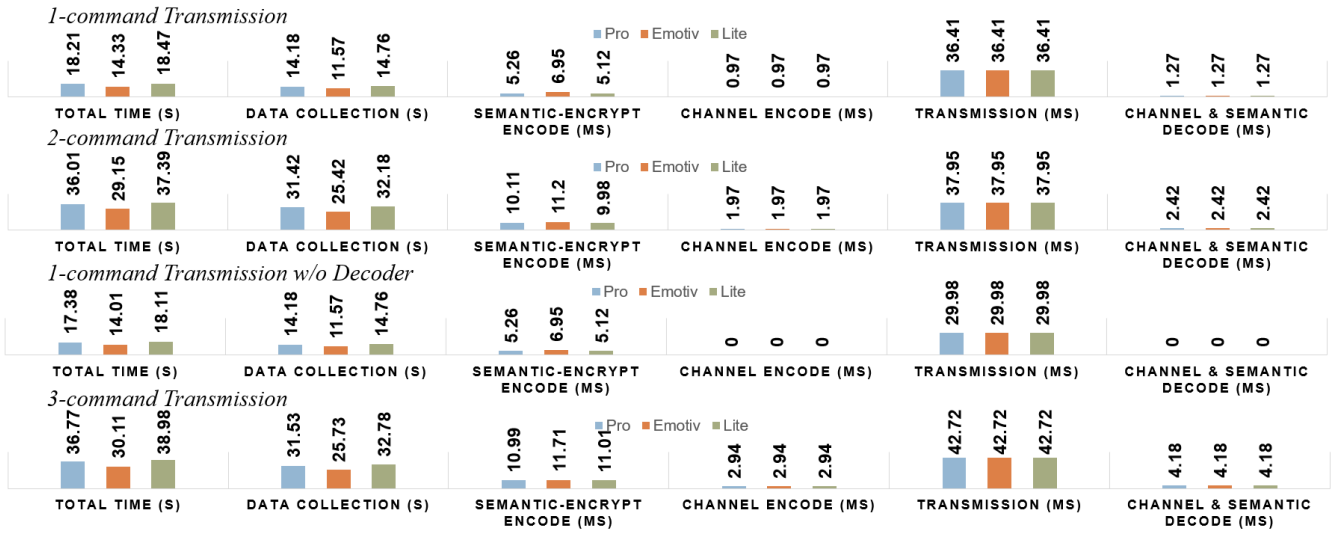 1-command Transmission
Pro Emotiv Lite
18.21 14.33 18.47 14.18 11.57 14.76 5.26 6.95 5.12 0.97 0.97 0.97 36.41 36.41 36.41 1.27 1.27 1.27
TOTAL TIME (S) DATA COLLECTION (S) SEMANTIC-ENCRYPT CHANNEL ENCODE (MS) TRANSMISSION (MS) CHANNEL & SEMANTIC
ENCODE (MS) DECODE (MS)
2-command Transmission
Pro Emotiv Lite
36.01 29.15 37.39 31.42 25.42 32.18 10.11 11.2 9.98 1.97 1.97 1.97 37.95 37.95 37.95 2.42 2.42 2.42
TOTAL TIME (S) DATA COLLECTION (S) SEMANTIC-ENCRYPT CHANNEL ENCODE (MS) TRANSMISSION (MS) CHANNEL & SEMANTIC
ENCODE (MS) DECODE (MS)
1-command Transmission w/o Decoder
Pro Emotiv Lite
17.38 14.01 18.11 14.18 11.57 14.76 5.26 6.95 5.12 0 0 0 29.98 29.98 29.98 0 0 0
TOTAL TIME (S) DATA COLLECTION (S) SEMANTIC-ENCRYPT CHANNEL ENCODE (MS) TRANSMISSION (MS) CHANNEL & SEMANTIC
ENCODE (MS) DECODE (MS)
3-command Transmission
Pro Emotiv Lite
36.77 30.11 38.98 31.53 25.73 32.78 10.99 11.71 11.01 2.94 2.94 2.94 42.72 42.72 42.72 4.18 4.18 4.18
TOTAL TIME (S) DATA COLLECTION (S) SEMANTIC-ENCRYPT CHANNEL ENCODE (MS) TRANSMISSION (MS) CHANNEL & SEMANTIC
ENCODE (MS) DECODE (MS)